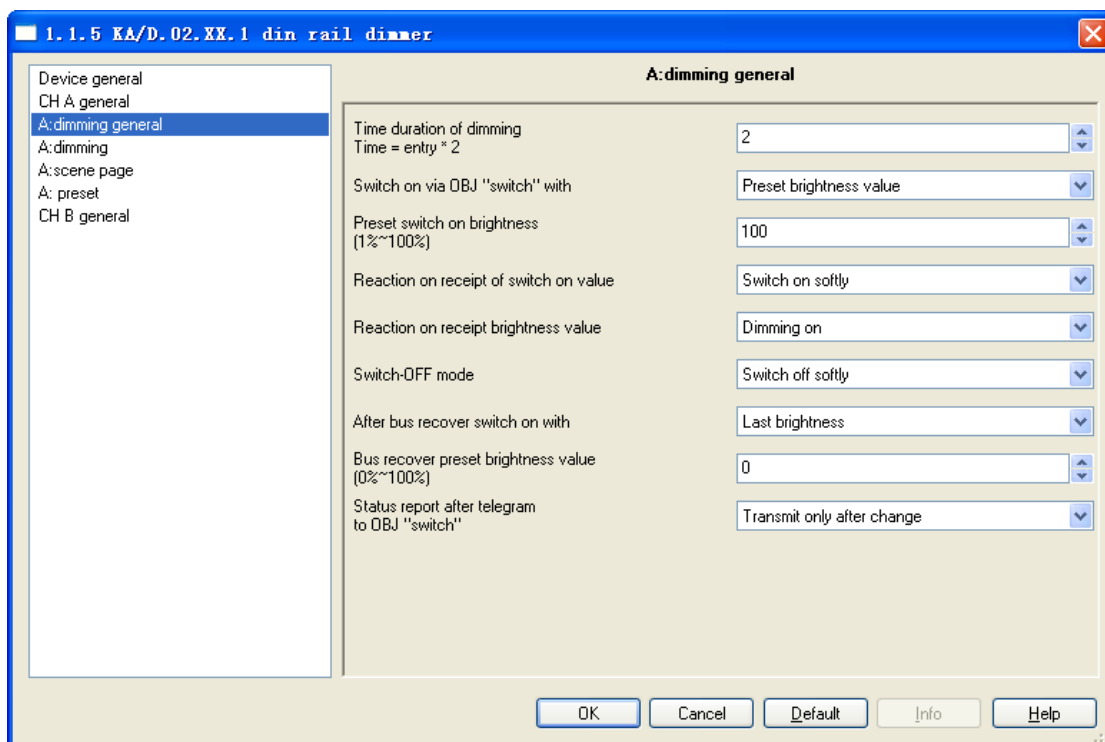 1.1.5 KA/D.02.XX.1 din rail dimmer
Device general
CH A general
A:dimming general
A:dimming
A:scene page
A: preset
CH B general
A:dimming general
Time duration of dimming
Time = entry * 2
2
Switch on via OBJ "switch" with
Preset brightness value
Preset switch on brightness
(1%~100%)
100
Reaction on receipt of switch on value
Switch on softly
Reaction on receipt brightness value
Dimming on
Switch-OFF mode
Switch off softly
After bus recover switch on with
Last brightness
Bus recover preset brightness value
(0%~100%)
0
Status report after telegram
to OBJ "switch"
Transmit only after change
OK
Cancel
Default
Info
Help